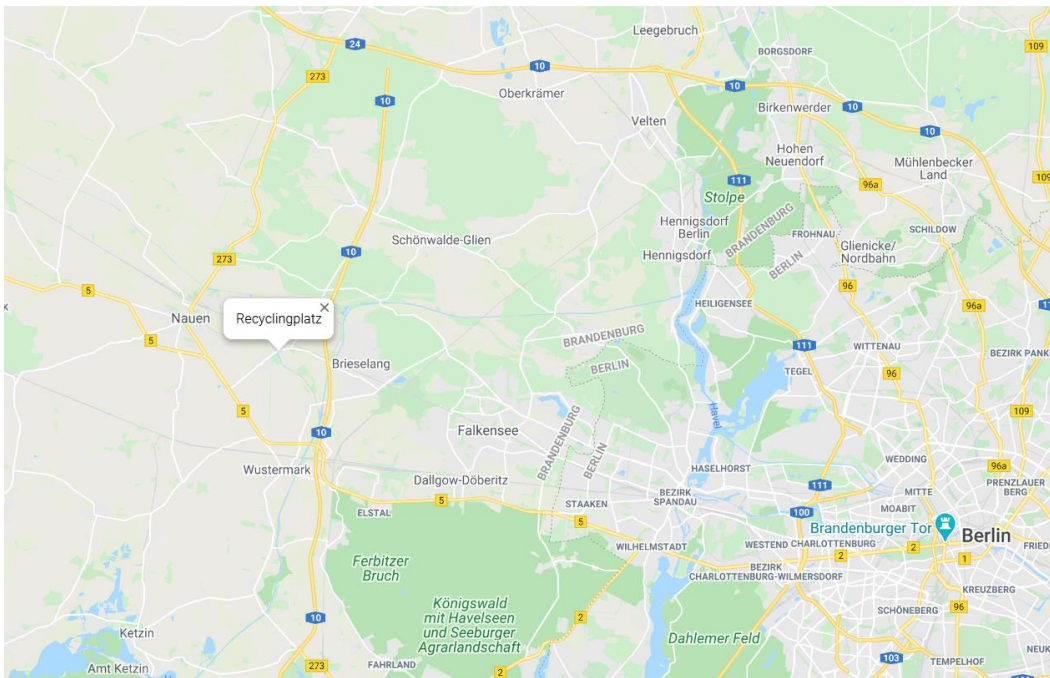 Leegebruch
24
BORGSDORF
109
273
10
10
10
Oberkrämer
10
Birkenwerder
10
Velten
10
Hohen
Neuendorf
Mühlenbecker
Land
111
109
96a
Stolpe
Hennigsdorf
Berlin
BRANDENBURG
FROHNAU
SCHILDOW
Schönwalde-Glien
10
Hennigsdorf
BERLIN
Glienicke/
Nordbahn
273
5
96
HEILIGENSEE
96a
Recyclingplatz
Nauen
5
BRANDENBURG
111
WITTENAU
BEZIRK PANK
Brieselang
BERLIN
TEGEL
96
5
Havel
109
10
Falkensee
BRANDENBURG
BERLIN
WEDDING
Wustermark
HASELHORST
96a
Dallgow-Döberitz
111
PRENZLAUER
BERG
ELSTAL
5
STAAKEN
BEZIRK
SPANDAU
MITTE
100
MOABIT
5
Brandenburger Tor
Berlin
WILHELMSTADT
WESTEND
CHARLOTTENBURG
2
2
1
FRIED
Ferbitzer
Bruch
BEZIRK
CHARLOTTENBURG-WILMERSDORF
KREUZBERG
Königswald
mit Havelseen
und Seeburger
Agrarlandschaft
2
96
10
SCHÖNEBERG
Ketzin
Dahlemer Feld
NEUK
Amt Ketzin
273
FAHRLAND
2
103
TEMPELHOF